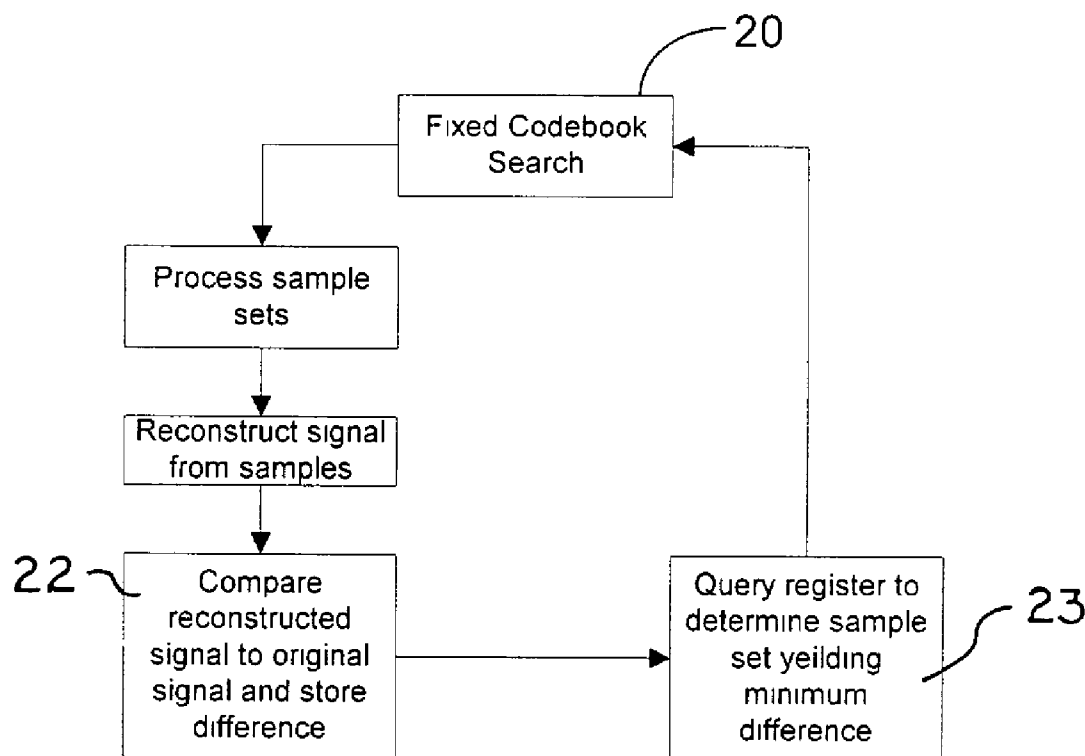 20
Fixed Codebook
Search
Process sample
sets
Reconstruct signal
from samples
22
Compare
reconstructed
signal to original
signal and store
difference
Query register to
determine sample
set yeilding
minimum
difference
23